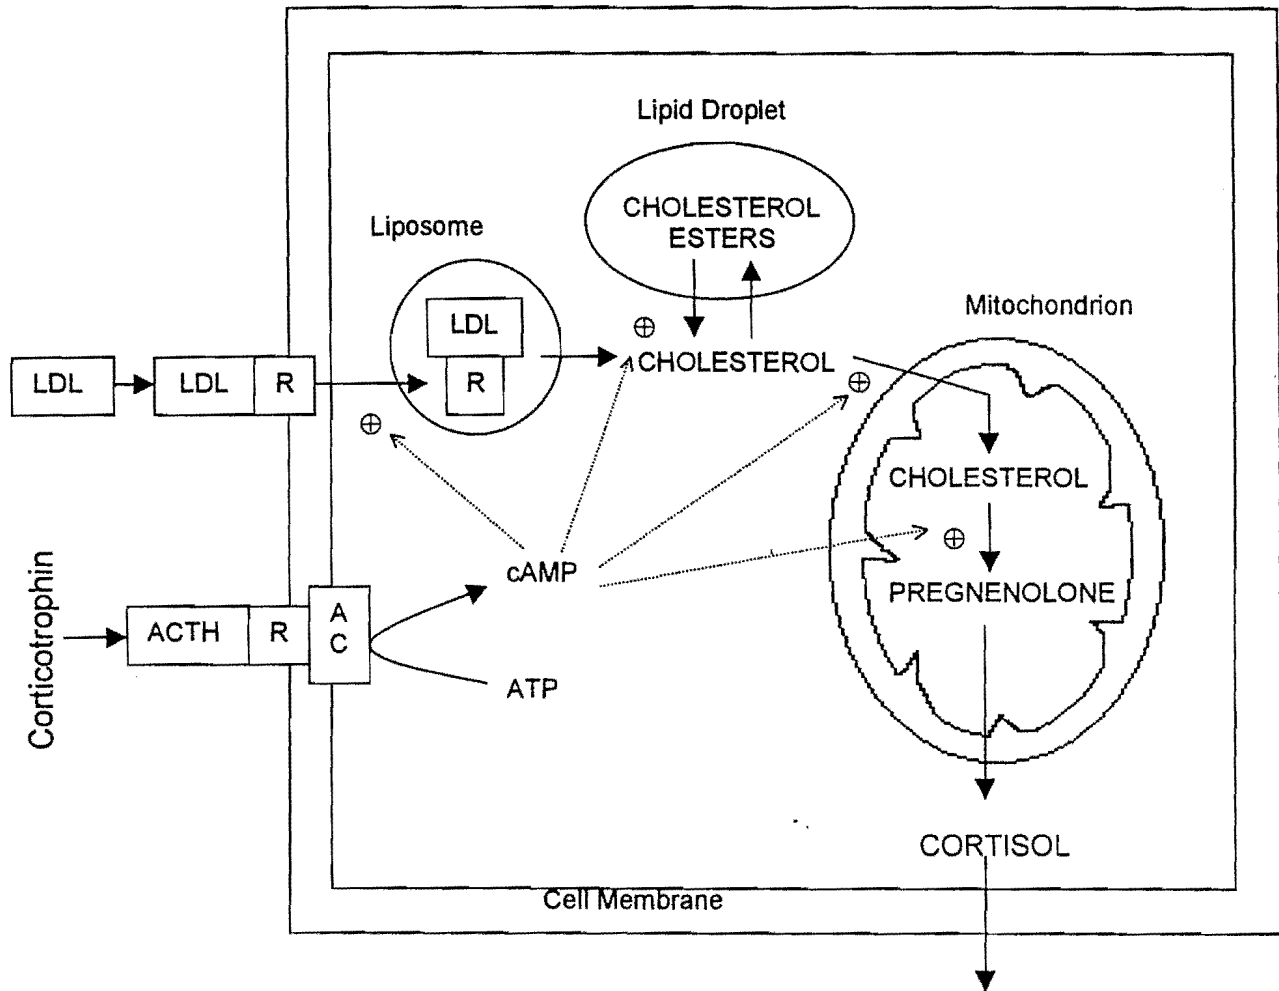 Lipid Droplet
CHOLESTEROL
ESTERS
Liposome
LDL
R
Mitochondrion
CHOLESTEROL
LDL
LDL
R
CHOLESTEROL
PREGNENOLONE
cAMP
ATP
Corticotrophin
ACTH
R
A
C
CORTISOL
Cell Membrane